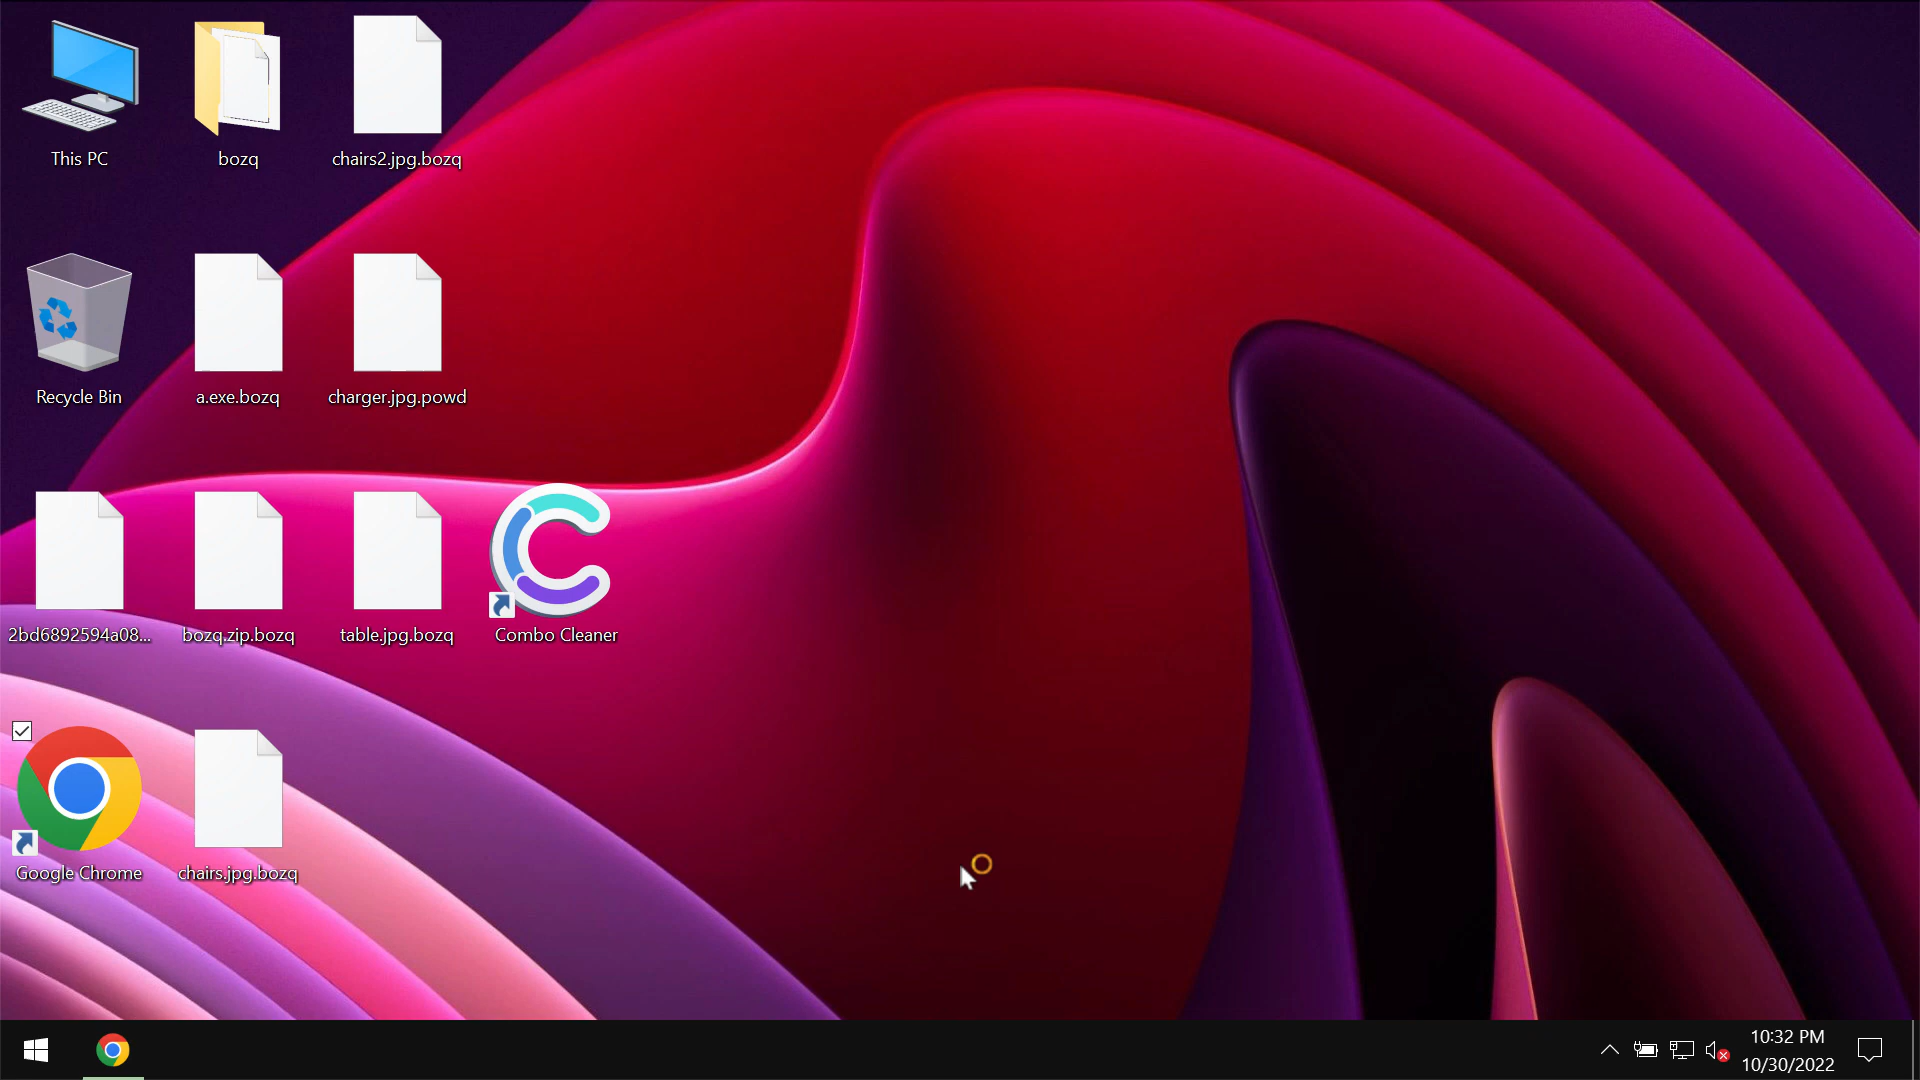 This PC
bozq
chairs2.jpg.bozq
Recycle Bin
a.exe.bozq
charger.jpg.powd
2bd6892594a08...
bozq.zip.bozq
table.jpg.bozq
Combo Cleaner
Google Chrome
chairs.jpg.bozq
10:32 PM
10/30/2022